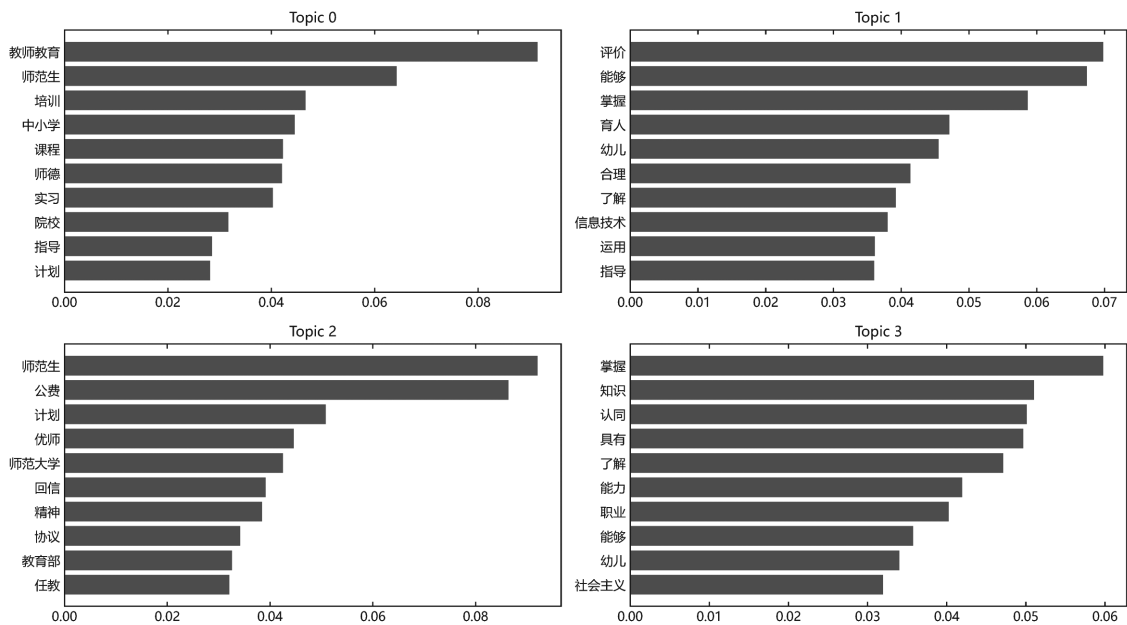 Topic 0
教师教育
师范生
培训
中小学
课程
师德
实习
院校
指导
计划
0.00 0.02 0.04 0.06 0.08
Topic 1
评价
能够
掌握
育人
幼儿
合理
了解
信息技术
运用
指导
0.00 0.01 0.02 0.03 0.04 0.05 0.06 0.07
Topic 2
师范生
公费
计划
优师
师范大学
回信
精神
协议
教育部
任教
0.00 0.02 0.04 0.06 0.08
Topic 3
掌握
知识
认同
具有
了解
能力
职业
能够
幼儿
社会主义
0.00 0.01 0.02 0.03 0.04 0.05 0.06